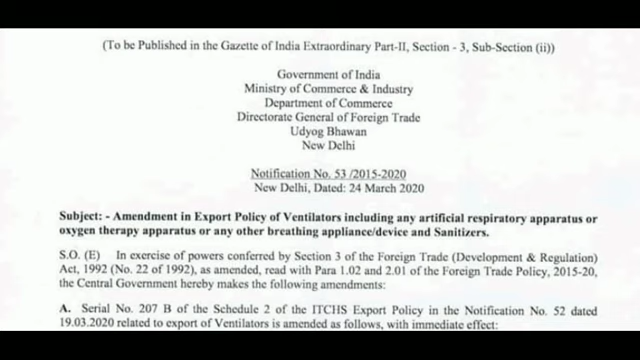 (To be Published in the Gazette of India Extraordinary Part-II, Section - 3, Sub-Section (ii))
Government of India
Ministry of Commerce & Industry
Department of Commerce
Directorate General of Foreign Trade
Udyog Bhawan
New Delhi
Notification No. 53 /2015-2020
New Delhi, Dated: 24 March 2020
Subject: - Amendment in Export Policy of Ventilators including any artificial respiratory apparatus or
oxygen therapy apparatus or any other breathing appliance/device and Sanitizers.
S.O. (E) In exercise of powers conferred by Section 3 of the Foreign Trade (Development & Regulation)
Act, 1992 (No. 22 of 1992), as amended, read with Para 1.02 and 2.01 of the Foreign Trade Policy, 2015-20,
the Central Government hereby makes the following amendments:
A. Serial No. 207 B of the Schedule 2 of the ITCHS Export Policy in the Notification No. 52 dated
19.03.2020 related to export of Ventilators is amended as follows, with immediate effect: